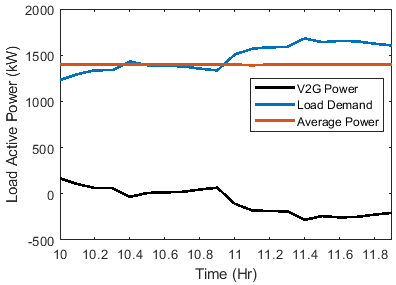 2000
1500
1000
500
0
-500
Load Active Power (kW)
V2G Power
Load Demand
Average Power
10 10.2 10.4 10.6 10.8 11 11.2 11.4 11.6 11.8
Time (Hr)